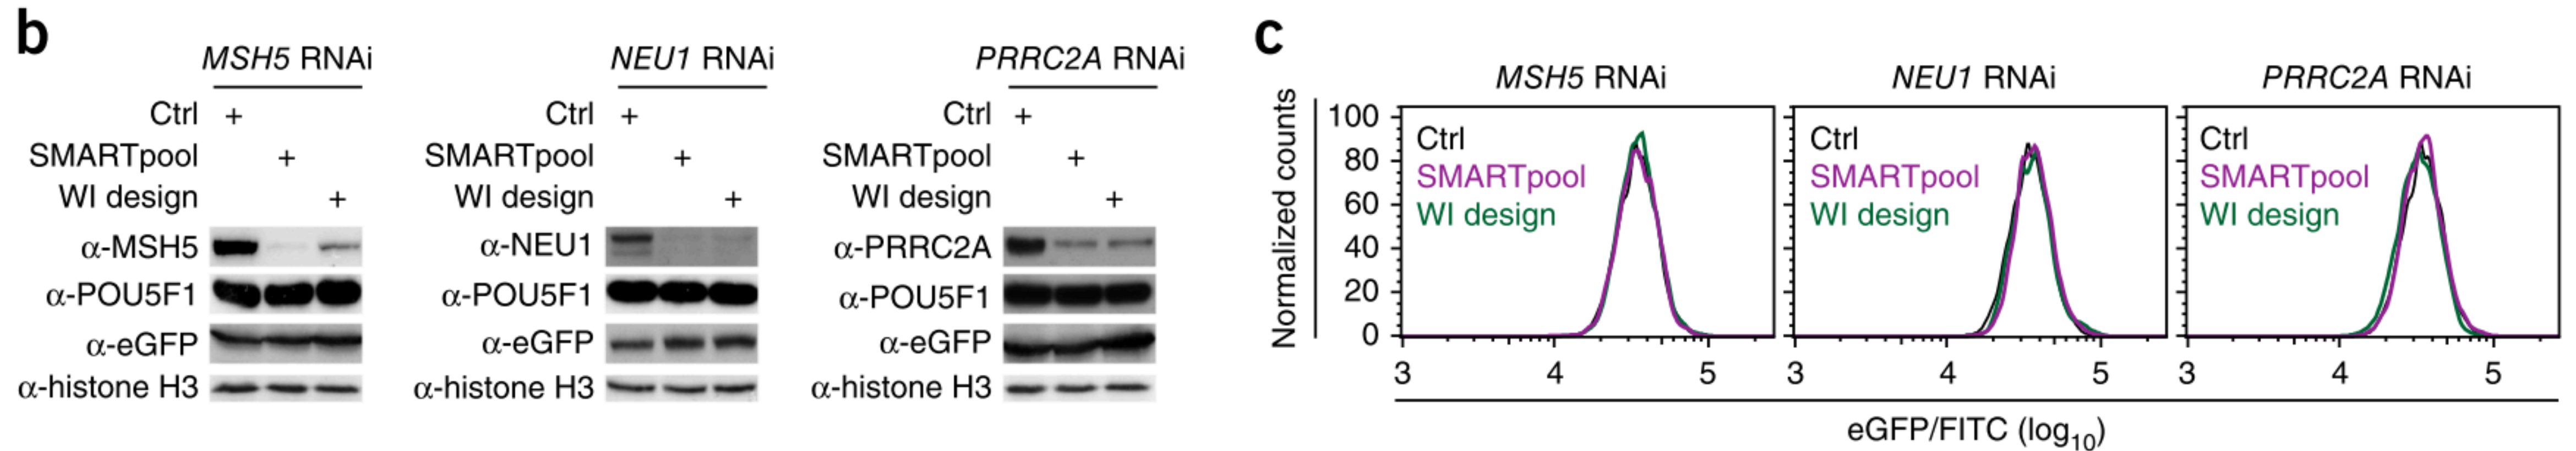 b
MSH5 RNAi
Ctrl +
SMARTpool +
WI design +
α-MSH5
α-POU5F1
α-eGFP
α-histone H3
NEU1 RNAi
Ctrl +
SMARTpool +
WI design +
α-NEU1
α-POU5F1
α-eGFP
α-histone H3
PRRC2A RNAi
Ctrl +
SMARTpool +
WI design +
α-PRRC2A
α-POU5F1
α-eGFP
α-histone H3
c
Normalized counts
100
80
60
40
20
0
MSH5 RNAi
Ctrl
SMARTpool
WI design
3 4 5
NEU1 RNAi
Ctrl
SMARTpool
WI design
3 4 5
PRRC2A RNAi
Ctrl
SMARTpool
WI design
3 4 5
eGFP/FITC (log10)